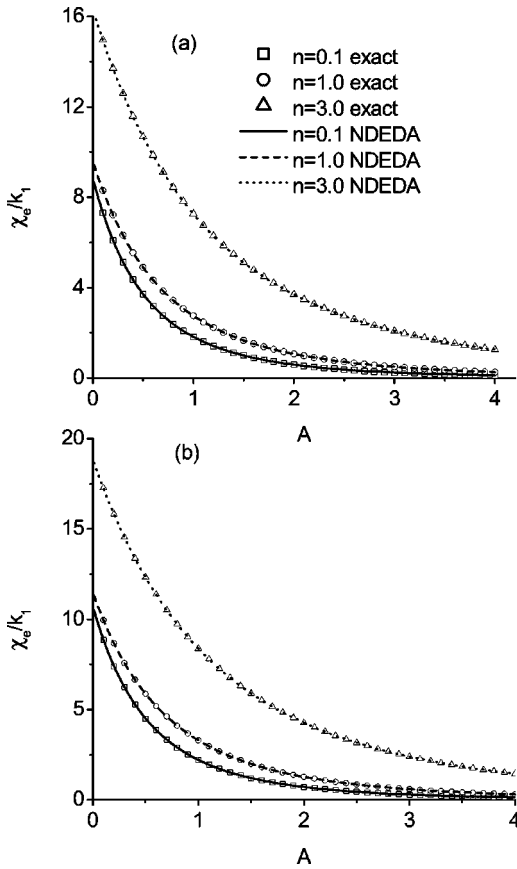 (a)
n=0.1 exact
n=1.0 exact
n=3.0 exact
n=0.1 NDEDA
n=1.0 NDEDA
n=3.0 NDEDA
χe/k1
16
12
8
4
0
0 1 2 3 4
A
(b)
χe/k1
20
15
10
5
0
0 1 2 3 4
A